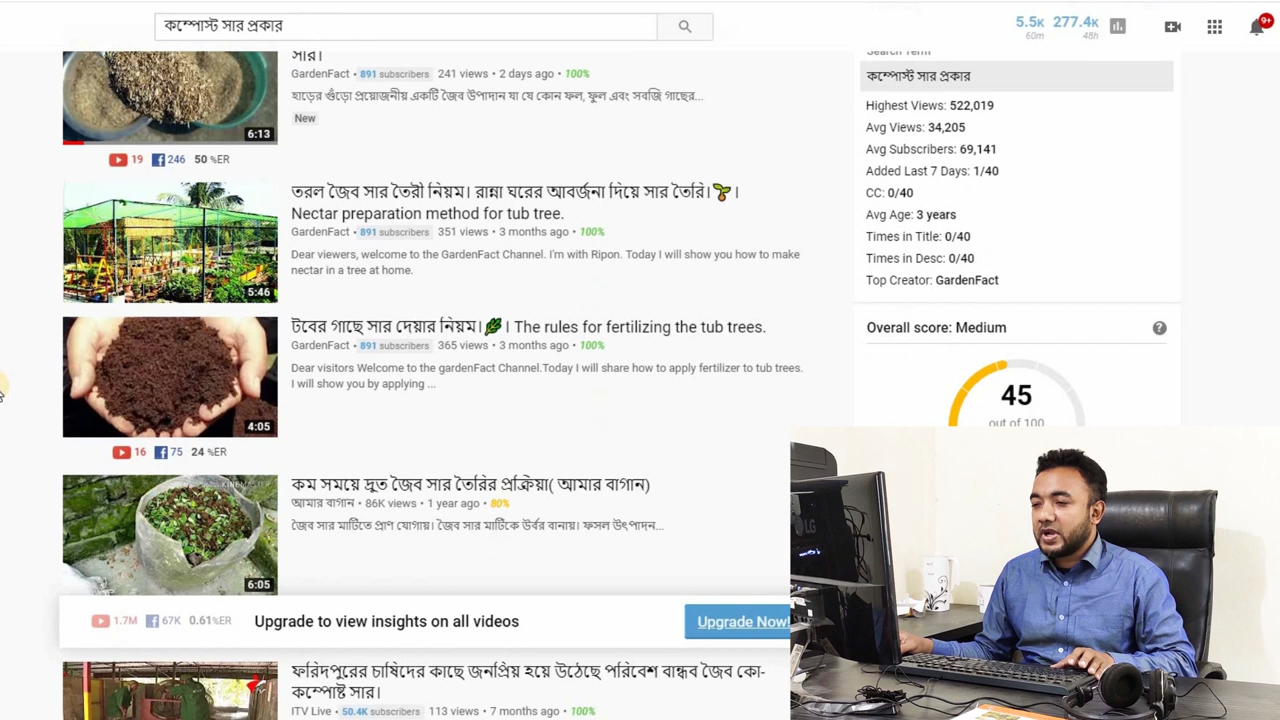 কম্পোস্ট সার প্রকার
5.5K 277.4K
60m 48h
9+
সার।
GardenFact • 891 subscribers • 241 views • 2 days ago • 100%
হাড়ের গুঁড়ো প্রয়োজনীয় একটি জৈব উপাদান যা যে কোন ফল, ফুল এবং সবজি গাছের...
New
6:13
19 246 50 %ER
তরল জৈব সার তৈরী নিয়ম। রান্না ঘরের আবর্জনা দিয়ে সার তৈরি। ।
Nectar preparation method for tub tree.
GardenFact • 891 subscribers • 351 views • 3 months ago • 100%
Dear viewers, welcome to the GardenFact Channel. I'm with Ripon. Today I will show you how to make
nectar in a tree at home.
5:46
টবের গাছে সার দেয়ার নিয়ম। । The rules for fertilizing the tub trees.
GardenFact • 891 subscribers • 365 views • 3 months ago • 100%
Dear visitors Welcome to the gardenFact Channel.Today I will share how to apply fertilizer to tub trees.
I will show you by applying ...
4:05
16 75 24 %ER
কম সময়ে দ্রুত জৈব সার তৈরির প্রক্রিয়া( আমার বাগান)
আমার বাগান • 86K views • 1 year ago • 80%
জৈব সার মাটিতে প্রাণ যোগায়। জৈব সার মাটিকে উর্বর বানায়। ফসল উৎপাদন...
KINEMASTER
6:05
1.7M 67K 0.61%ER
Upgrade to view insights on all videos
Upgrade Now!
ফরিদপুরের চাষিদের কাছে জনপ্রিয় হয়ে উঠেছে পরিবেশ বান্ধব জৈব কো-
কম্পোষ্ট সার।
ITV Live • 50.4K subscribers • 113 views • 7 months ago • 100%
Search Term
কম্পোস্ট সার প্রকার
Highest Views: 522,019
Avg Views: 34,205
Avg Subscribers: 69,141
Added Last 7 Days: 1/40
CC: 0/40
Avg Age: 3 years
Times in Title: 0/40
Times in Desc: 0/40
Top Creator: GardenFact
Overall score: Medium
?
45
out of 100
LG